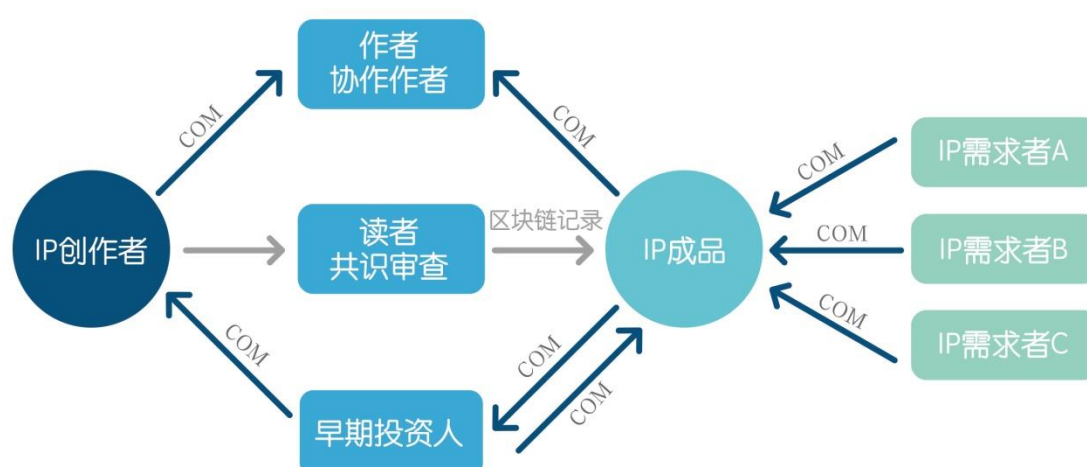 作者
协作作者
COM
COM
IP需求者A
COM
IP创作者
读者
共识审查
区块链记录
IP成品
COM
IP需求者B
COM
IP需求者C
COM
COM
COM
早期投资人